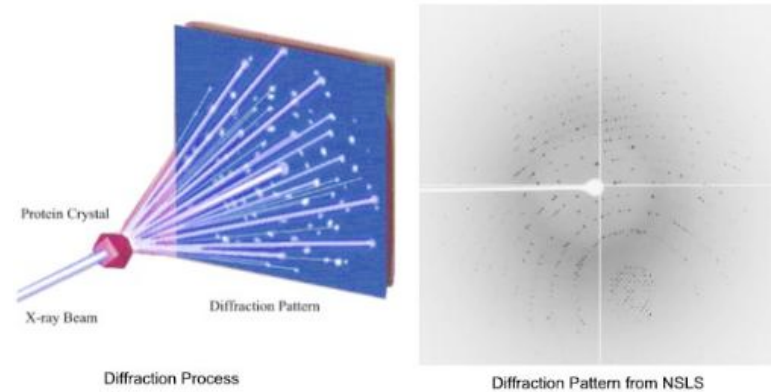 Protein Crystal
X-ray Beam
Diffraction Pattern
Diffraction Process
Diffraction Pattern from NSLS